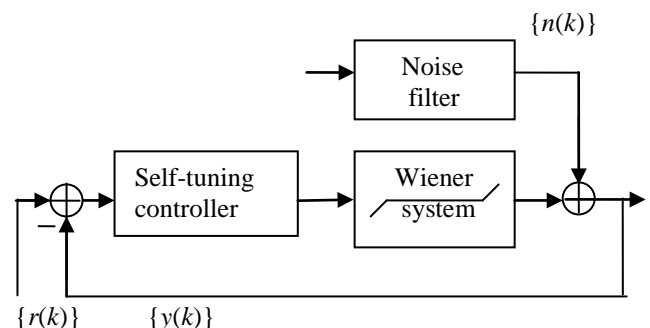 {n(k)}
Noise
filter
Self-tuning
controller
Wiener
system
−
{r(k)}
{y(k)}